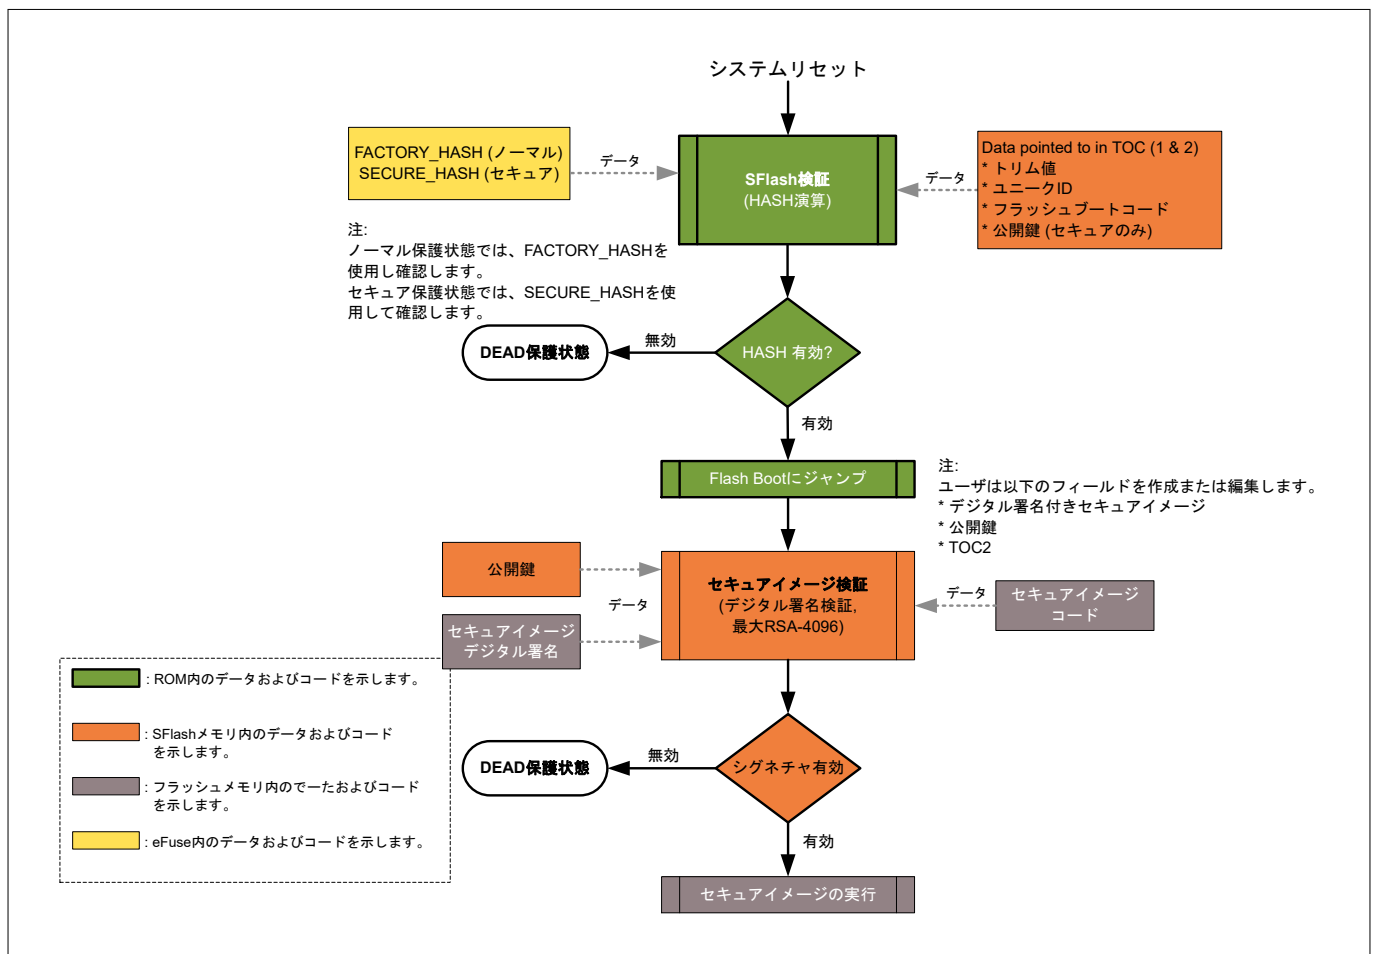 システムリセット
FACTORY_HASH (ノーマル)
SECURE_HASH (セキュア)
データ
SFlash検証
(HASH演算)
データ
Data pointed to in TOC (1 & 2)
* トリム値
* ユニークID
* フラッシュブートコード
* 公開鍵 (セキュアのみ)
注:
ノーマル保護状態では、FACTORY_HASHを
使用し確認します。
セキュア保護状態では、SECURE_HASHを使
用して確認します。
DEAD保護状態
無効
HASH 有効?
有効
Flash Bootにジャンプ
注:
ユーザは以下のフィールドを作成または編集します。
* デジタル署名付きセキュアイメージ
* 公開鍵
* TOC2
公開鍵
データ
セキュアイメージ
デジタル署名
セキュアイメージ検証
(デジタル署名検証,
最大RSA-4096)
データ
セキュアイメージ
コード
: ROM内のデータおよびコードを示します。
: SFlashメモリ内のデータおよびコード
を示します。
: フラッシュメモリ内のでーたおよびコード
を示します。
: eFuse内のデータおよびコードを示します。
DEAD保護状態
無効
シグネチャ有効
有効
セキュアイメージの実行